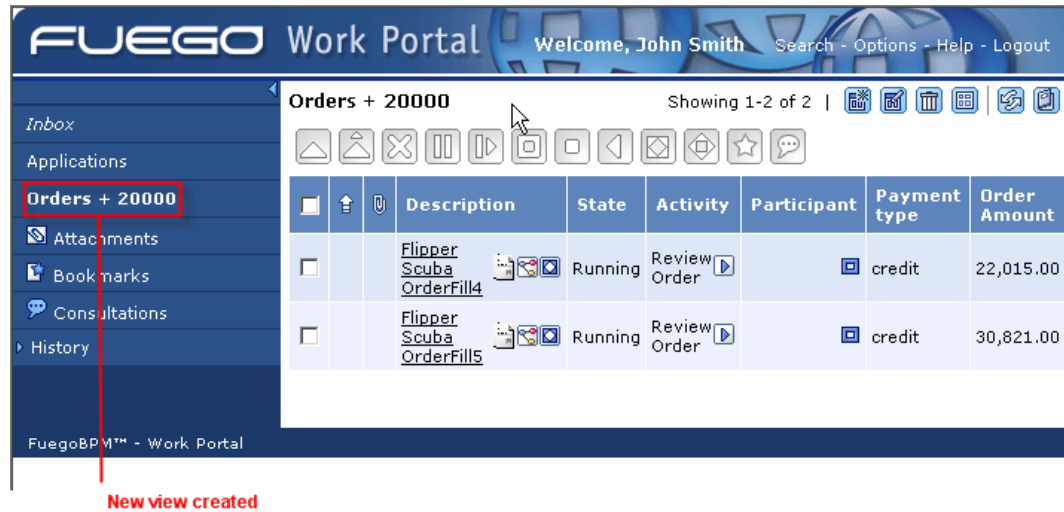 FUEGO Work Portal Welcome, John Smith Search - Options - Help - Logout
Orders + 20000 Showing 1-2 of 2 |
Inbox
Applications
Orders + 20000
Attachments
Bookmarks
Consultations
History
Description State Activity Participant Payment type Order Amount
Flipper Scuba OrderFill4 Running Review Order credit 22,015.00
Flipper Scuba OrderFill5 Running Review Order credit 30,821.00
FuegoBPM™ - Work Portal
New view created